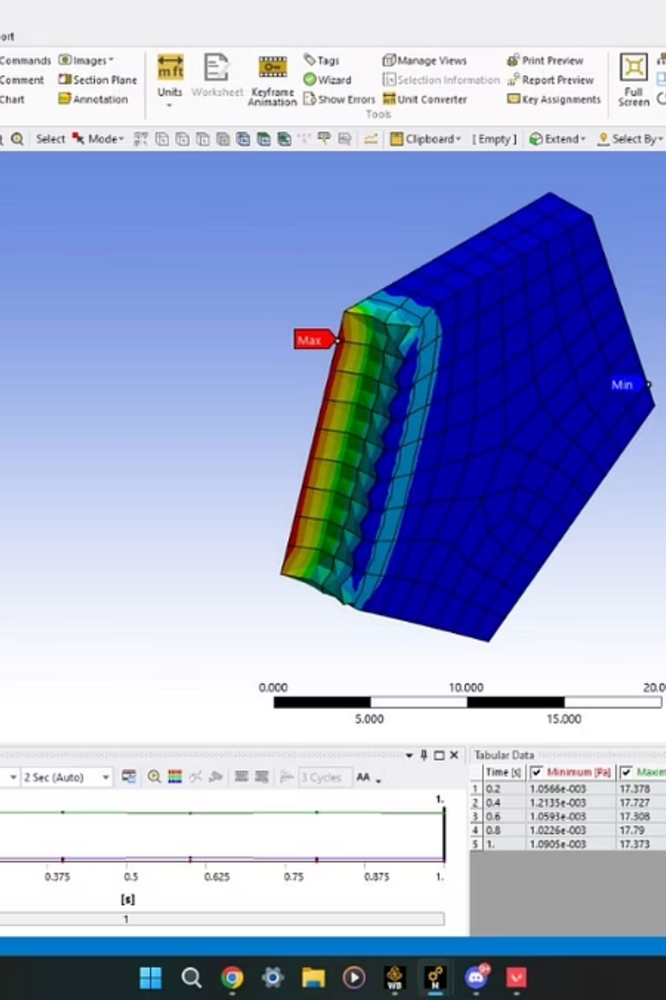 ort
Commands Images
Comment Section Plane
Chart Annotation
Units
Worksheet
Keyframe
Animation
Tags
Wizard
Show Errors
Manage Views
Selection Information
Unit Converter
Print Preview
Report Preview
Key Assignments
Full
Screen
Tools
Select Mode Clipboard [ Empty ] Extend Select By
Max
Min
0.000 10.000 20.0
5.000 15.000
Tabular Data
2 Sec (Auto) 3 Cycles AA
Time [s] Minimum [Pa] Maxim
1 0.2 1.0566e-003 17.378
2 0.4 1.2135e-003 17.727
3 0.6 1.0593e-003 17.308
4 0.8 1.0226e-003 17.79
5 1. 1.0905e-003 17.373
1.
0.375 0.5 0.625 0.75 0.875 1.
[s]
1
WB M 9+